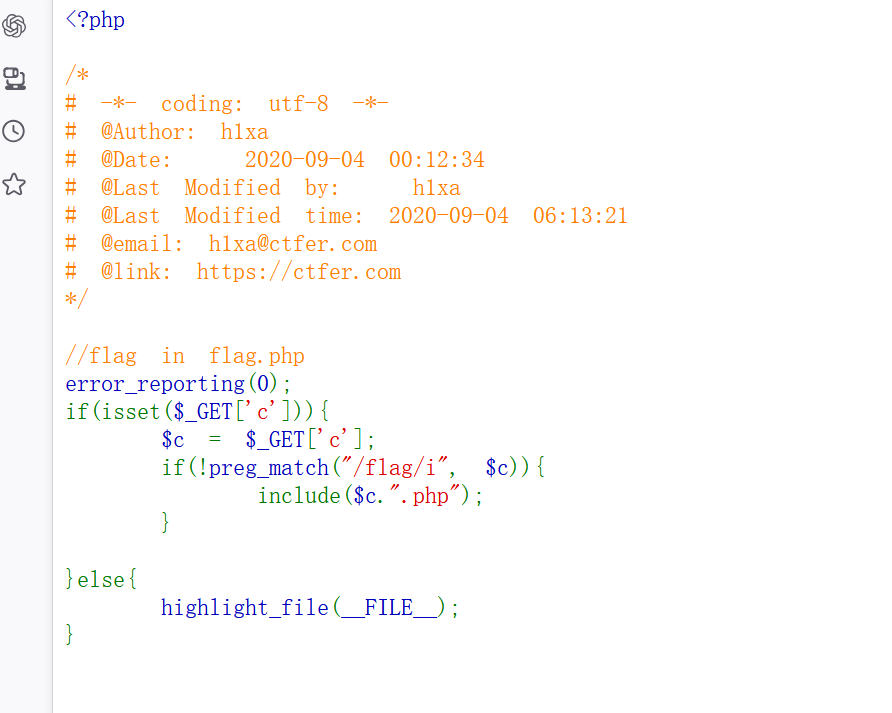 <?php
/*
# -*- coding: utf-8 -*-
# @Author: h1xa
# @Date:   2020-09-04 00:12:34
# @Last Modified by:   h1xa
# @Last Modified time: 2020-09-04 06:13:21
# @email: h1xa@ctfer.com
# @link: https://ctfer.com
*/
//flag in flag.php
error_reporting(0);
if(isset($_GET['c'])){
    $c = $_GET['c'];
    if(!preg_match("/flag/i", $c)){
        include($c.".php");
    }
}else{
    highlight_file(__FILE__);
}